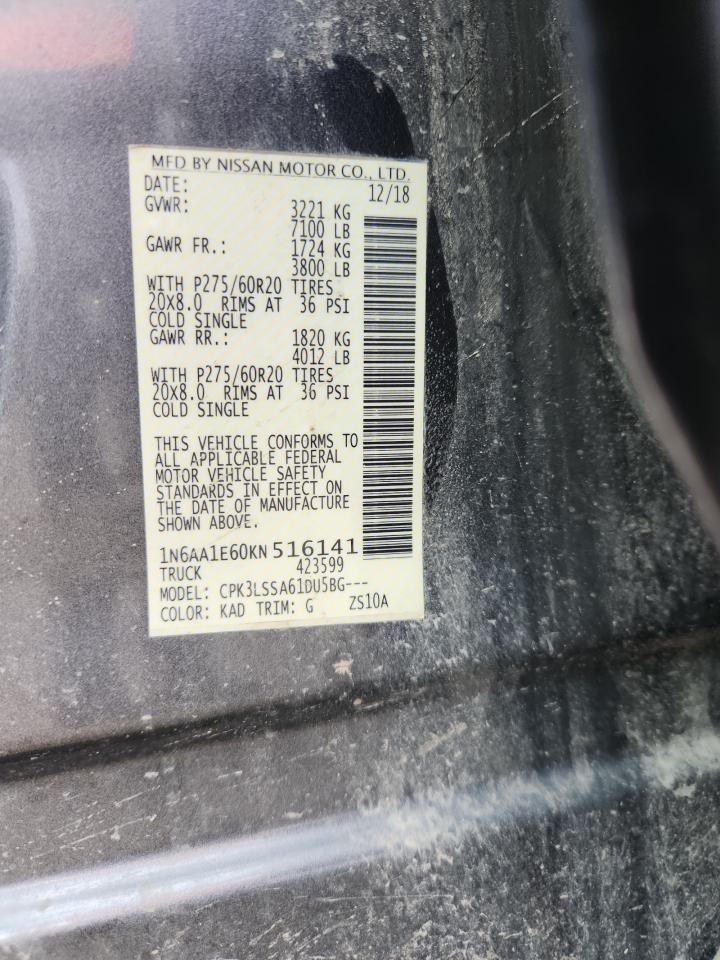 MFD BY NISSAN MOTOR CO., LTD.
DATE: 12/18
GVWR: 3221 KG
7100 LB
GAWR FR.: 1724 KG
3800 LB
WITH P275/60R20 TIRES
20X8.0 RIMS AT 36 PSI
COLD SINGLE
GAWR RR.: 1820 KG
4012 LB
WITH P275/60R20 TIRES
20X8.0 RIMS AT 36 PSI
COLD SINGLE
THIS VEHICLE CONFORMS TO
ALL APPLICABLE FEDERAL
MOTOR VEHICLE SAFETY
STANDARDS IN EFFECT ON
THE DATE OF MANUFACTURE
SHOWN ABOVE.
1N6AA1E60KN516141
TRUCK 423599
MODEL: CPK3LSSA61DU5BG---
COLOR: KAD TRIM: G ZS10A